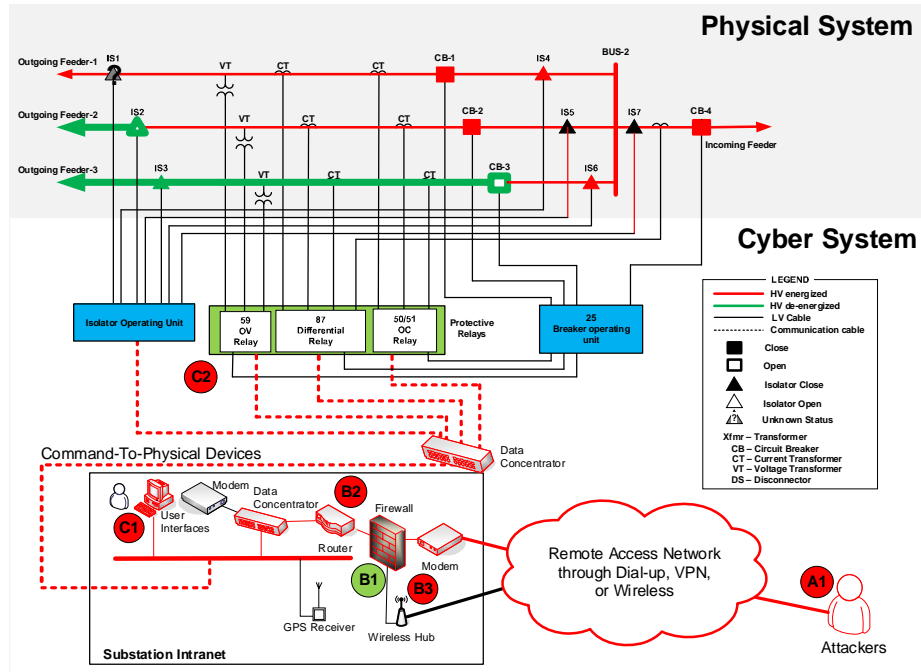 Physical System
IS1
Outgoing Feeder-1
VT
CT
CT
CB-1
IS4
BUS-2
Outgoing Feeder-2
IS2
VT
CT
CT
CB-2
IS5
IS7
CB-4
Incoming Feeder
Outgoing Feeder-3
IS3
VT
CT
CT
CB-3
IS6
Cyber System
Isolator Operating Unit
59
OV
Relay
87
Differential
Relay
50/51
OC
Relay
Protective
Relays
25
Breaker operating
unit
LEGEND
HV energized
HV de-energized
LV Cable
Communication cable
Close
Open
Isolator Close
Isolator Open
?
Unknown Status
Xfmr – Transformer
CB – Circuit Breaker
CT – Current Transformer
VT – Voltage Transformer
DS – Disconnector
C2
Command-To-Physical Devices
Data
Concentrator
Modem
Data
Concentrator
B2
Firewall
C1
User
Interfaces
Router
Modem
B1
B3
GPS Receiver
Wireless Hub
Substation Intranet
Remote Access Network
through Dial-up, VPN,
or Wireless
A1
Attackers